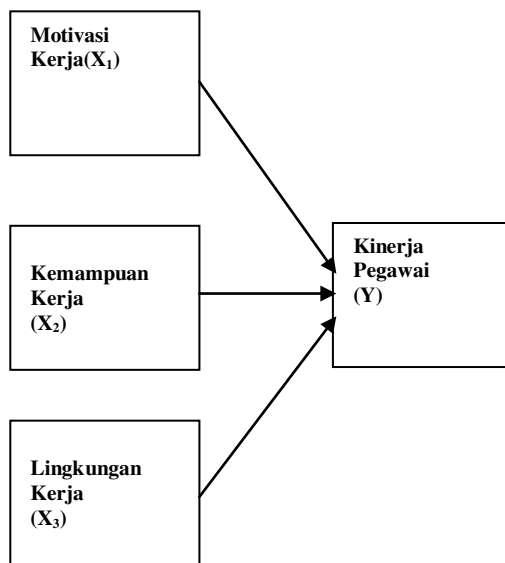 Motivasi
Kerja(X₁)
Kemampuan
Kerja
(X₂)
Lingkungan
Kerja
(X₃)
Kinerja
Pegawai
(Y)